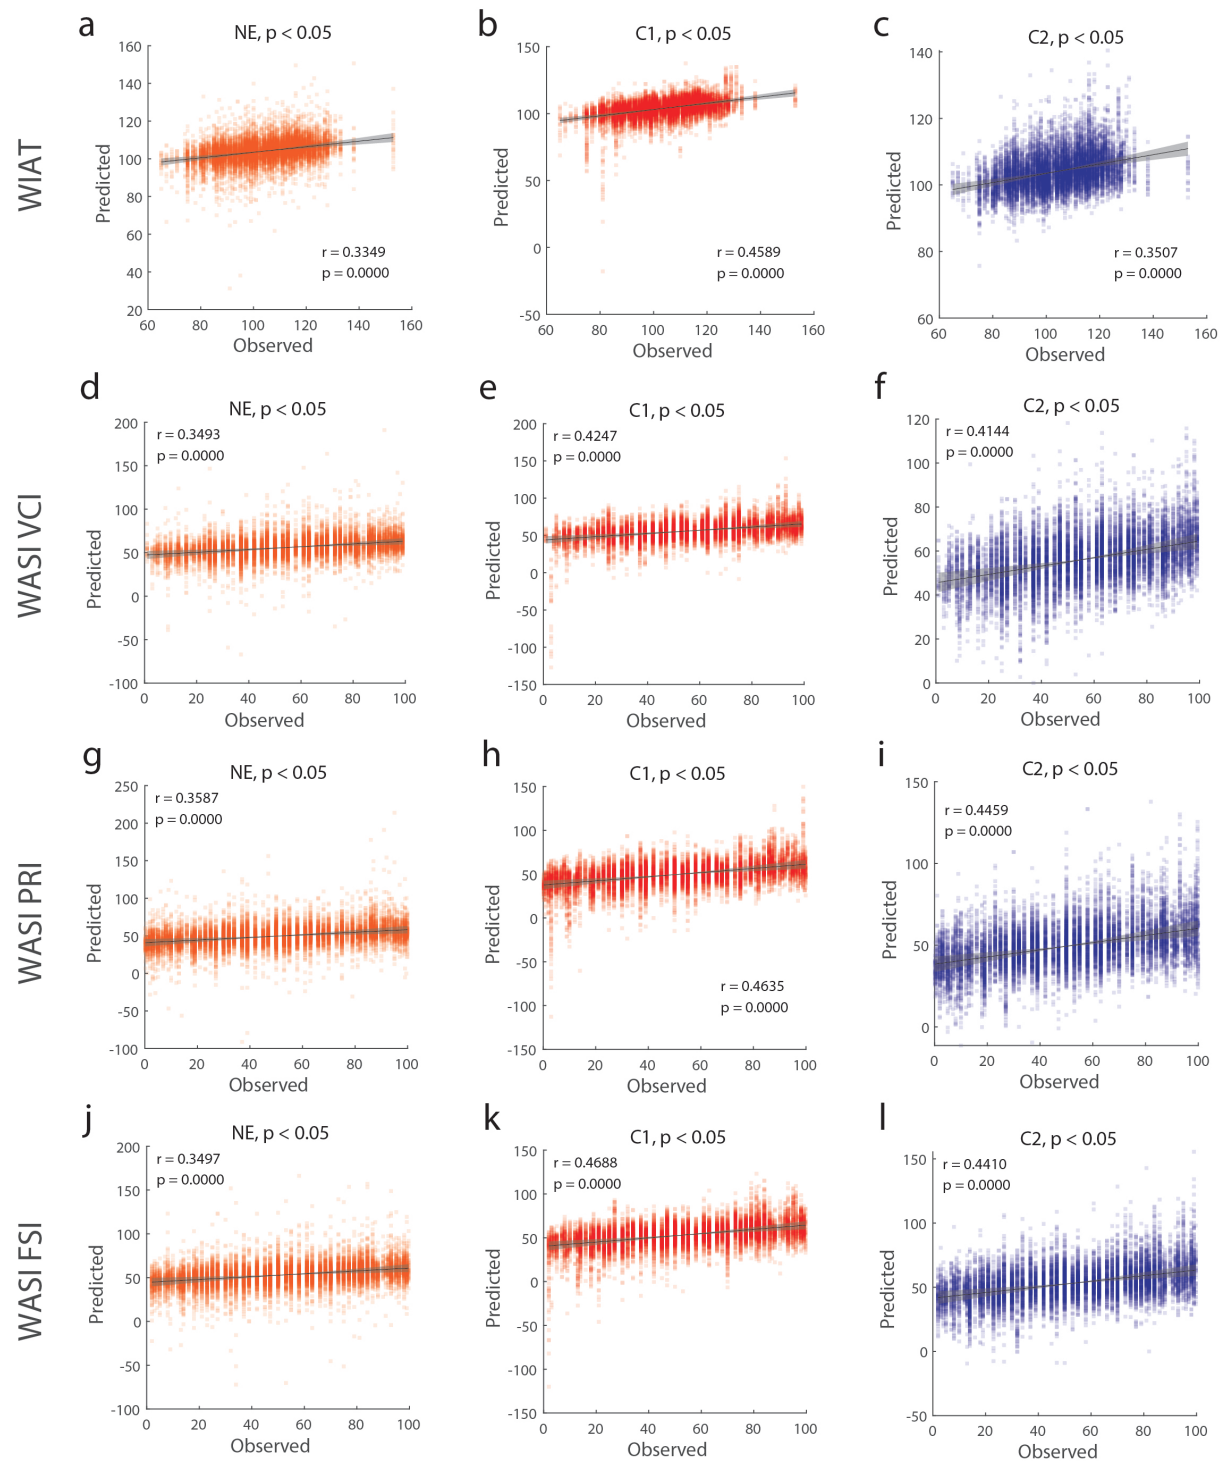 a
NE, p < 0.05
b
C1, p < 0.05
c
C2, p < 0.05
WIAT
Predicted
160
140
120
100
80
60
40
20
r = 0.3349
p = 0.0000
60 80 100 120 140 160
Observed
Predicted
150
100
50
0
-50
r = 0.4589
p = 0.0000
60 80 100 120 140 160
Observed
Predicted
140
120
100
80
60
r = 0.3507
p = 0.0000
60 80 100 120 140 160
Observed
d
NE, p < 0.05
e
C1, p < 0.05
f
C2, p < 0.05
WASI VCI
Predicted
200
150
100
50
0
-50
-100
r = 0.3493
p = 0.0000
0 20 40 60 80 100
Observed
Predicted
200
150
100
50
0
-50
-100
-150
r = 0.4247
p = 0.0000
0 20 40 60 80 100
Observed
Predicted
120
100
80
60
40
20
0
r = 0.4144
p = 0.0000
0 20 40 60 80 100
Observed
g
NE, p < 0.05
h
C1, p < 0.05
i
C2, p < 0.05
WASI PRI
Predicted
250
200
150
100
50
0
-50
-100
r = 0.3587
p = 0.0000
0 20 40 60 80 100
Observed
Predicted
150
100
50
0
-50
-100
-150
r = 0.4635
p = 0.0000
0 20 40 60 80 100
Observed
Predicted
150
100
50
0
r = 0.4459
p = 0.0000
0 20 40 60 80 100
Observed
j
NE, p < 0.05
k
C1, p < 0.05
l
C2, p < 0.05
WASI FSI
Predicted
200
150
100
50
0
-50
-100
r = 0.3497
p = 0.0000
0 20 40 60 80 100
Observed
Predicted
150
100
50
0
-50
-100
-150
r = 0.4688
p = 0.0000
0 20 40 60 80 100
Observed
Predicted
150
100
50
0
-50
r = 0.4410
p = 0.0000
0 20 40 60 80 100
Observed